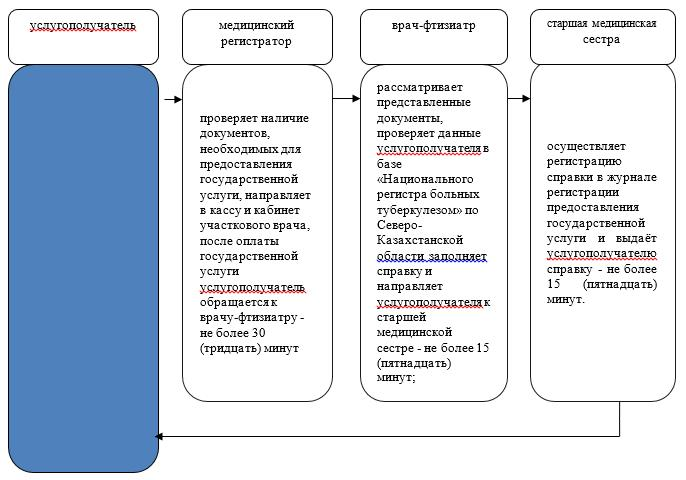 услугополучатель
медицинский
регистратор
врач-фтизиатр
старшая медицинская
сестра
проверяет наличие
документов,
необходимых для
предоставления
государственной
услуги, направляет
в кассу и кабинет
участкового врача,
после оплаты
государственной
услуги
услугополучатель
обращается к
врачу-фтизиатру -
не более 30
(тридцать) минут
рассматривает
представленные
документы,
проверяет данные
услугополучателя в
базе
«Национального
регистра больных
туберкулезом» по
Северо-
Казахстанской
области заполняет
справку и
направляет
услугополучателя к
старшей
медицинской
сестре - не более 15
(пятнадцать)
минут;
осуществляет
регистрацию
справки в журнале
регистрации
предоставления
государственной
услуги и выдаёт
услугополучателю
справку - не более
15 (пятнадцать)
минут.